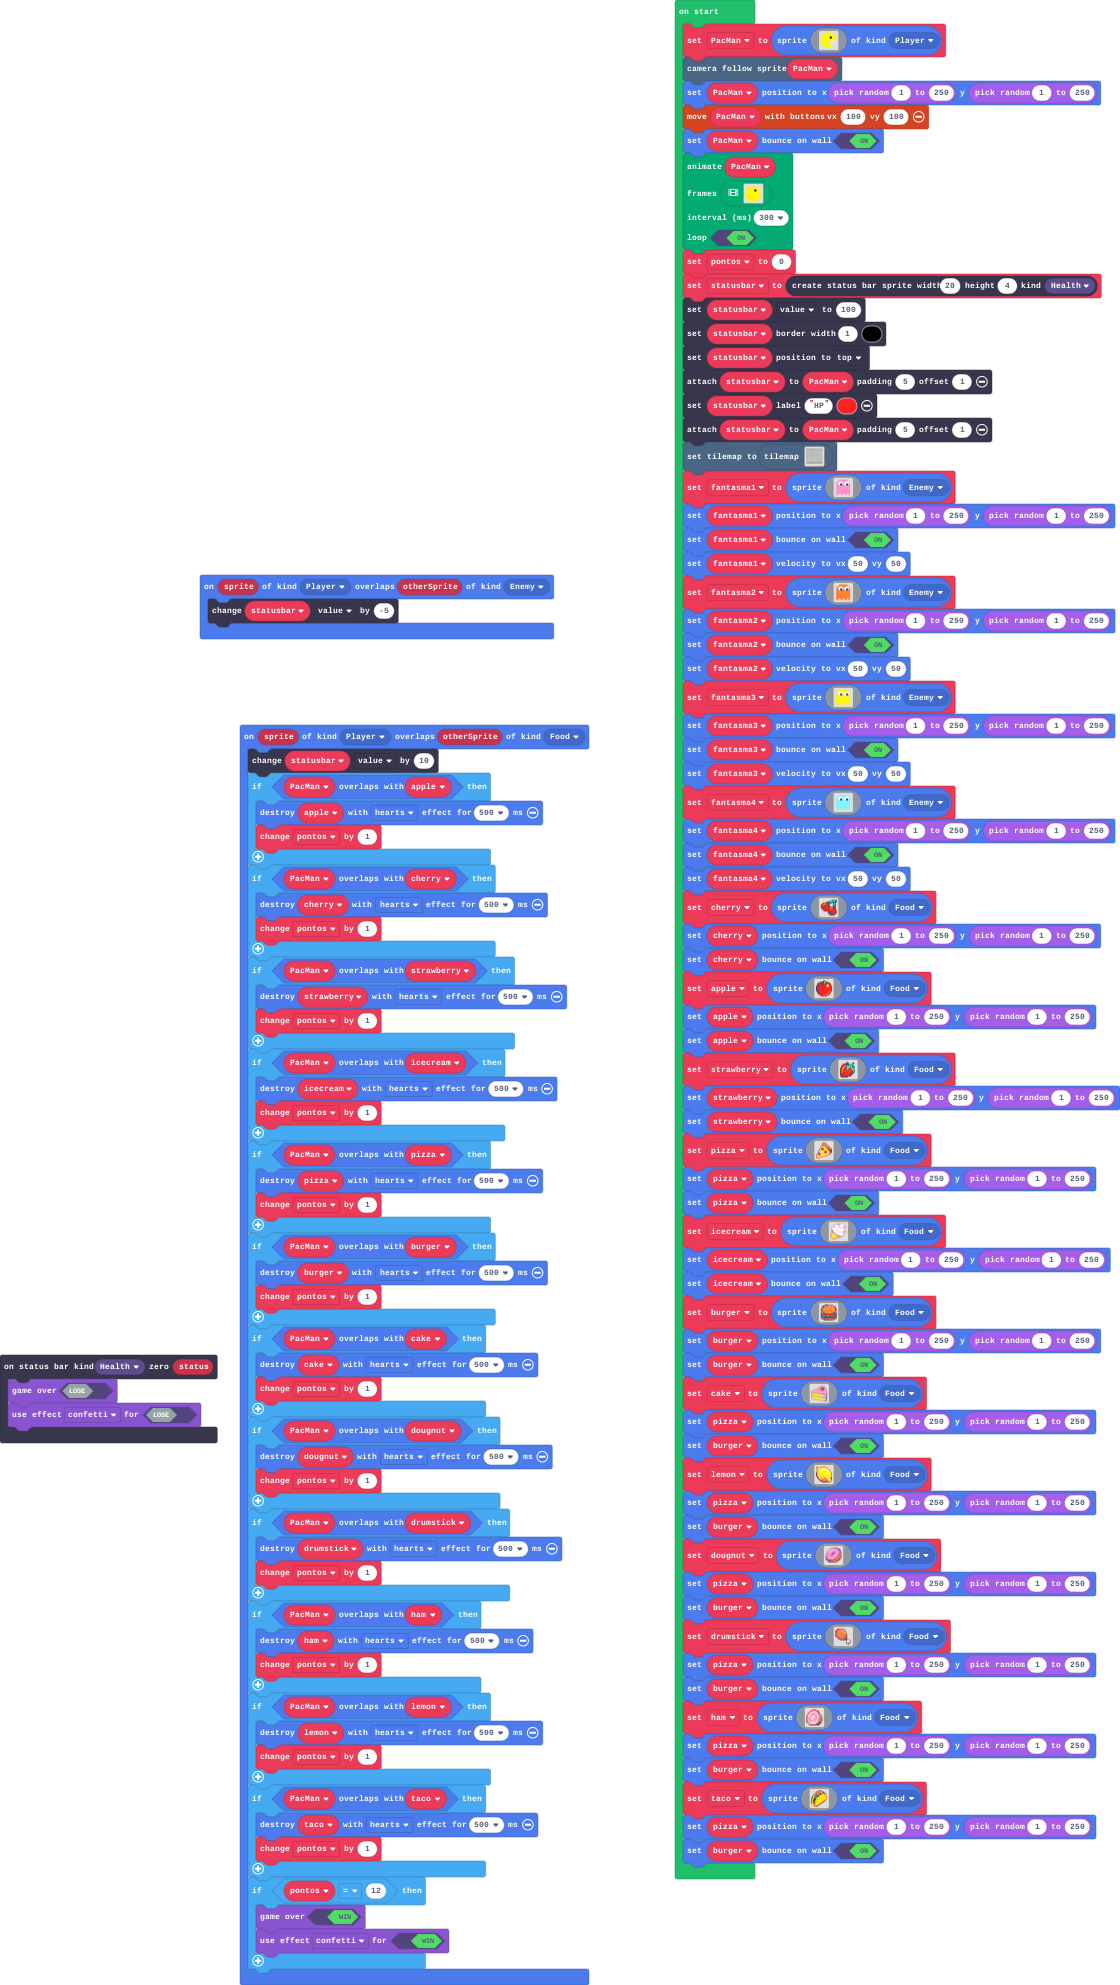 on start
set PacMan to sprite of kind Player
camera follow sprite PacMan
set PacMan position to x pick random 1 to 250 y pick random 1 to 250
move PacMan with buttons vx 100 vy 100
set PacMan bounce on wall ON
animate PacMan
frames
interval (ms) 300
loop ON
set pontos to 0
set statusbar to create status bar sprite width 20 height 4 kind Health
set statusbar value to 100
set statusbar border width 1
set statusbar position to top
attach statusbar to PacMan padding 5 offset 1
set statusbar label "HP"
attach statusbar to PacMan padding 5 offset 1
set tilemap to tilemap
set fantasma1 to sprite of kind Enemy
set fantasma1 position to x pick random 1 to 250 y pick random 1 to 250
set fantasma1 bounce on wall ON
set fantasma1 velocity to vx 50 vy 50
set fantasma2 to sprite of kind Enemy
set fantasma2 position to x pick random 1 to 250 y pick random 1 to 250
set fantasma2 bounce on wall ON
set fantasma2 velocity to vx 50 vy 50
set fantasma3 to sprite of kind Enemy
set fantasma3 position to x pick random 1 to 250 y pick random 1 to 250
set fantasma3 bounce on wall ON
set fantasma3 velocity to vx 50 vy 50
set fantasma4 to sprite of kind Enemy
set fantasma4 position to x pick random 1 to 250 y pick random 1 to 250
set fantasma4 bounce on wall ON
set fantasma4 velocity to vx 50 vy 50
set cherry to sprite of kind Food
set cherry position to x pick random 1 to 250 y pick random 1 to 250
set cherry bounce on wall ON
set apple to sprite of kind Food
set apple position to x pick random 1 to 250 y pick random 1 to 250
set apple bounce on wall ON
set strawberry to sprite of kind Food
set strawberry position to x pick random 1 to 250 y pick random 1 to 250
set strawberry bounce on wall ON
set pizza to sprite of kind Food
set pizza position to x pick random 1 to 250 y pick random 1 to 250
set pizza bounce on wall ON
set icecream to sprite of kind Food
set icecream position to x pick random 1 to 250 y pick random 1 to 250
set icecream bounce on wall ON
set burger to sprite of kind Food
set burger position to x pick random 1 to 250 y pick random 1 to 250
set burger bounce on wall ON
set cake to sprite of kind Food
set pizza position to x pick random 1 to 250 y pick random 1 to 250
set burger bounce on wall ON
set lemon to sprite of kind Food
set pizza position to x pick random 1 to 250 y pick random 1 to 250
set burger bounce on wall ON
set dougnut to sprite of kind Food
set pizza position to x pick random 1 to 250 y pick random 1 to 250
set burger bounce on wall ON
set drumstick to sprite of kind Food
set pizza position to x pick random 1 to 250 y pick random 1 to 250
set burger bounce on wall ON
set ham to sprite of kind Food
set pizza position to x pick random 1 to 250 y pick random 1 to 250
set burger bounce on wall ON
set taco to sprite of kind Food
set pizza position to x pick random 1 to 250 y pick random 1 to 250
set burger bounce on wall ON
on sprite of kind Player overlaps otherSprite of kind Enemy
change statusbar value by -5
on sprite of kind Player overlaps otherSprite of kind Food
change statusbar value by 10
if PacMan overlaps with apple then
destroy apple with hearts effect for 500 ms
change pontos by 1
if PacMan overlaps with cherry then
destroy cherry with hearts effect for 500 ms
change pontos by 1
if PacMan overlaps with strawberry then
destroy strawberry with hearts effect for 500 ms
change pontos by 1
if PacMan overlaps with icecream then
destroy icecream with hearts effect for 500 ms
change pontos by 1
if PacMan overlaps with pizza then
destroy pizza with hearts effect for 500 ms
change pontos by 1
if PacMan overlaps with burger then
destroy burger with hearts effect for 500 ms
change pontos by 1
if PacMan overlaps with cake then
destroy cake with hearts effect for 500 ms
change pontos by 1
if PacMan overlaps with dougnut then
destroy dougnut with hearts effect for 500 ms
change pontos by 1
if PacMan overlaps with drumstick then
destroy drumstick with hearts effect for 500 ms
change pontos by 1
if PacMan overlaps with ham then
destroy ham with hearts effect for 500 ms
change pontos by 1
if PacMan overlaps with lemon then
destroy lemon with hearts effect for 500 ms
change pontos by 1
if PacMan overlaps with taco then
destroy taco with hearts effect for 500 ms
change pontos by 1
if pontos = 12 then
game over WIN
use effect confetti for WIN
on status bar kind Health zero status
game over LOSE
use effect confetti for LOSE